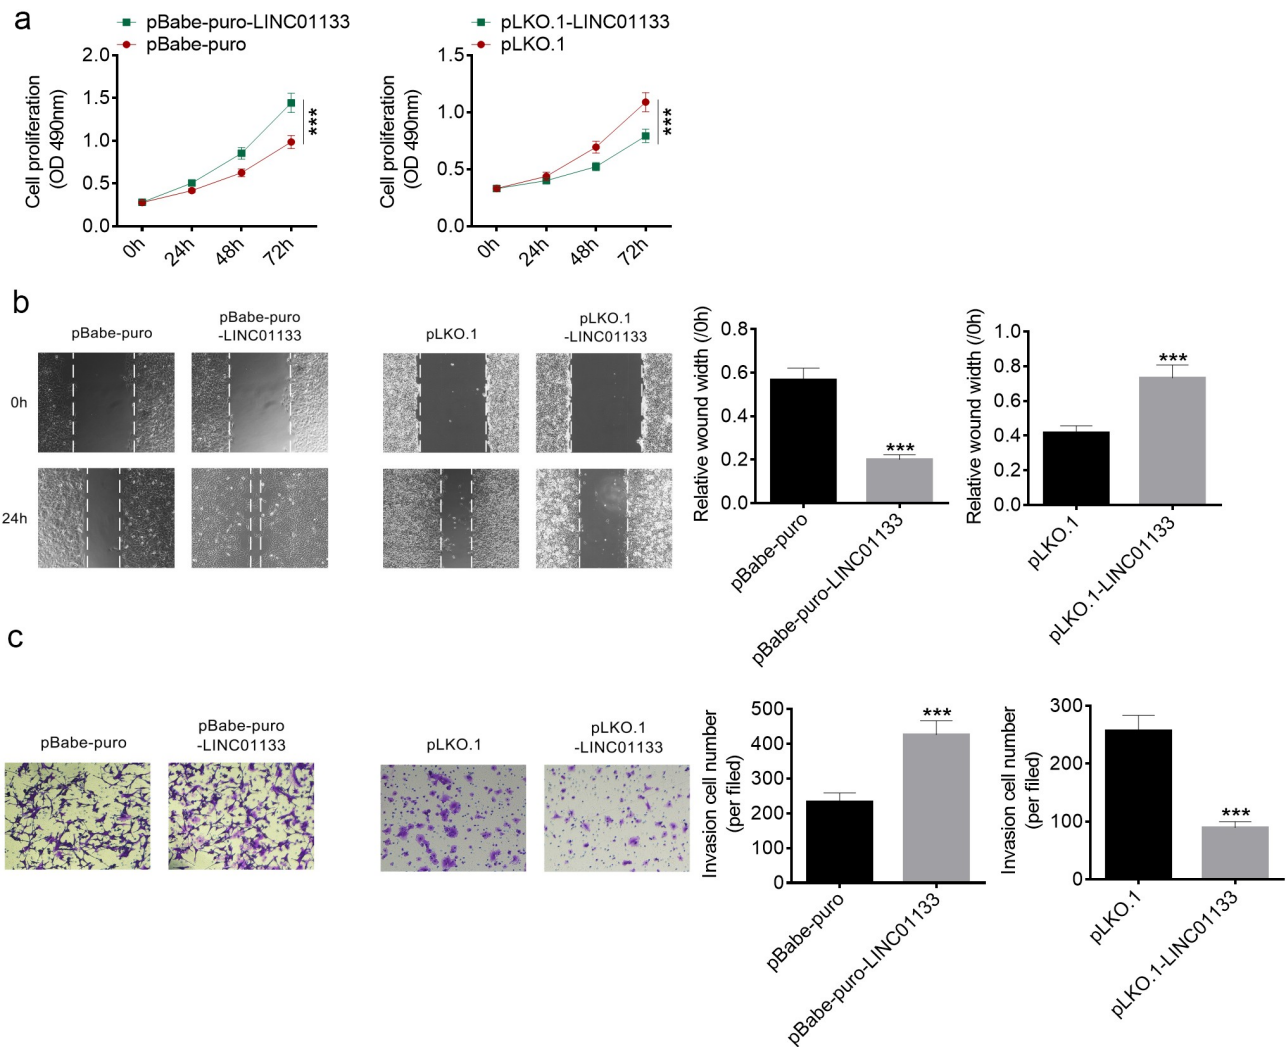 a
pBabe-puro-LINC01133
pBabe-puro
Cell proliferation
(OD 490nm)
2.0
1.5
1.0
0.5
0.0
0h
24h
48h
72h
***
pLKO.1-LINC01133
pLKO.1
Cell proliferation
(OD 490nm)
1.5
1.0
0.5
0.0
0h
24h
48h
72h
***
b
pBabe-puro
pBabe-puro
-LINC01133
pLKO.1
pLKO.1
-LINC01133
0h
24h
Relative wound width (/0h)
0.8
0.6
0.4
0.2
0.0
***
pBabe-puro
pBabe-puro-LINC01133
Relative wound width (/0h)
1.0
0.8
0.6
0.4
0.2
0.0
***
pLKO.1
pLKO.1-LINC01133
c
pBabe-puro
pBabe-puro
-LINC01133
pLKO.1
pLKO.1
-LINC01133
Invasion cell number
(per filed)
500
400
300
200
100
0
***
pBabe-puro
pBabe-puro-LINC01133
Invasion cell number
(per filed)
300
200
100
0
***
pLKO.1
pLKO.1-LINC01133